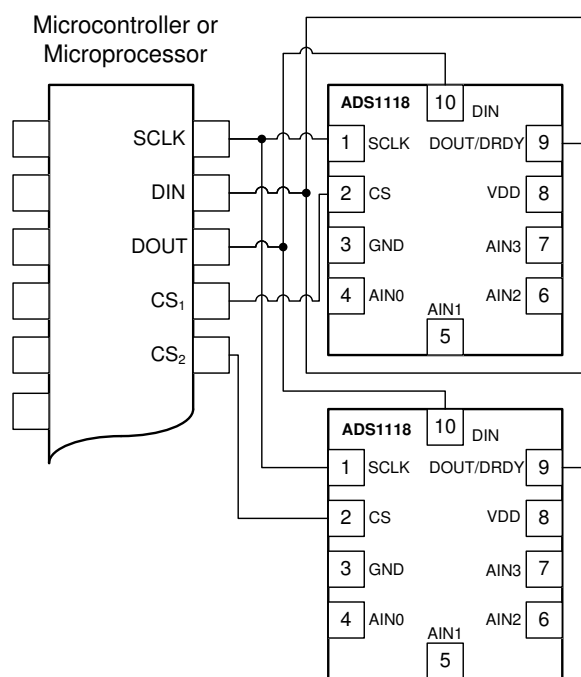 Microcontroller or
Microprocessor
SCLK
DIN
DOUT
CS₁
CS₂
ADS1118
10
DIN
1
SCLK
DOUT/DRDY
9
2
CS
VDD
8
3
GND
AIN3
7
4
AIN0
AIN2
6
AIN1
5
ADS1118
10
DIN
1
SCLK
DOUT/DRDY
9
2
CS
VDD
8
3
GND
AIN3
7
4
AIN0
AIN2
6
AIN1
5